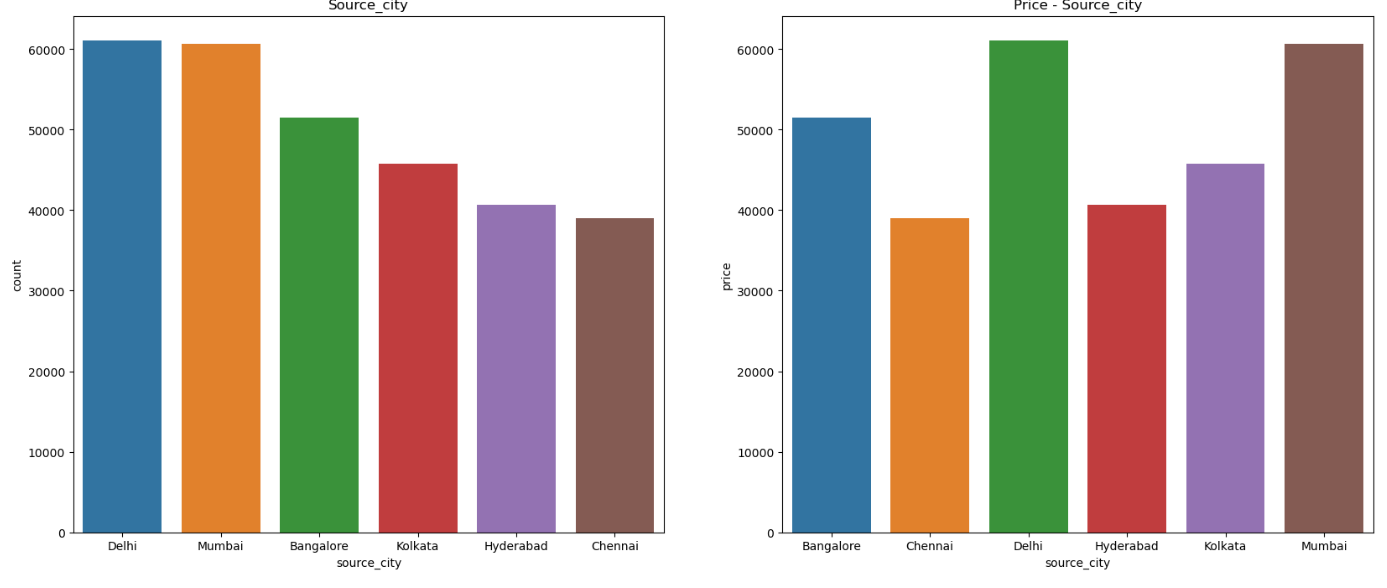 Source_city
60000
50000
40000
30000
20000
10000
0
count
Delhi Mumbai Bangalore Kolkata Hyderabad Chennai
source_city
Price - Source_city
60000
50000
40000
30000
20000
10000
0
price
Bangalore Chennai Delhi Hyderabad Kolkata Mumbai
source_city